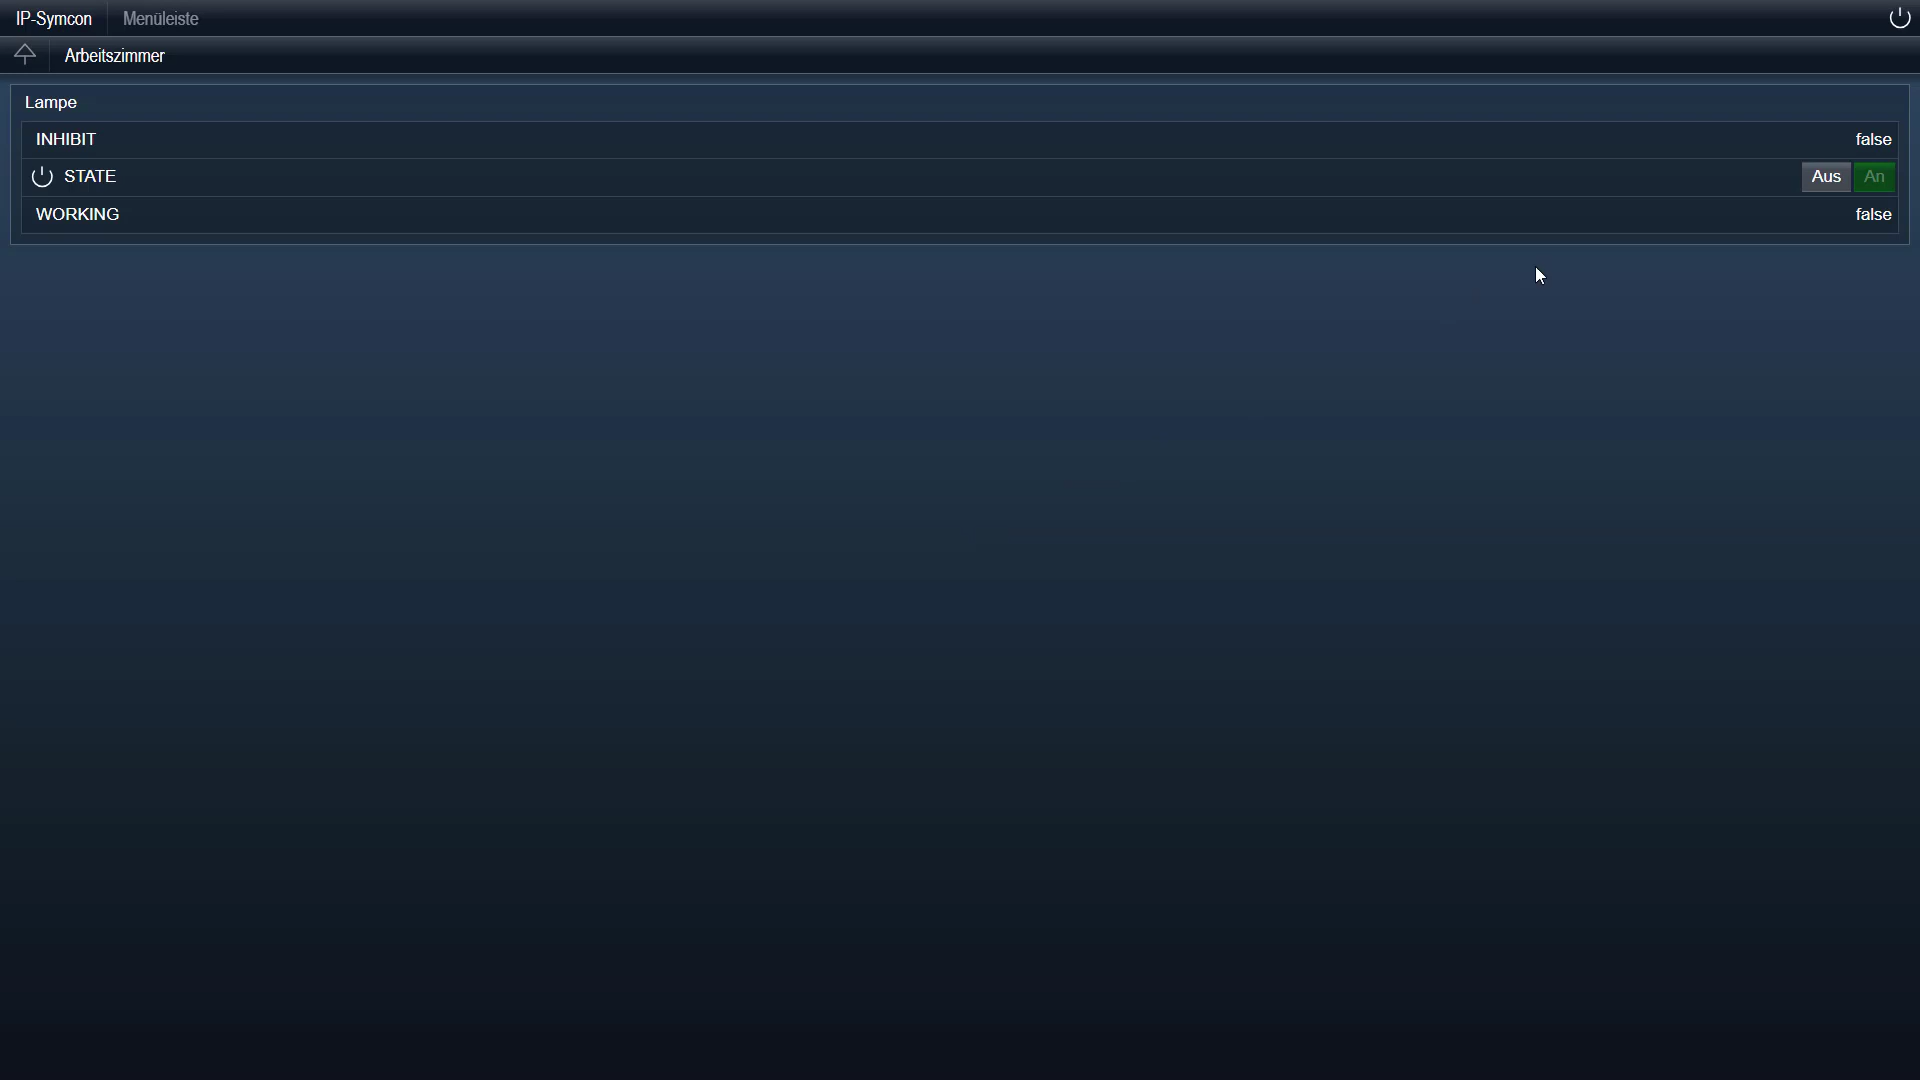 IP-Symcon Menüleiste
Arbeitszimmer
Lampe
INHIBIT false
STATE Aus An
WORKING false